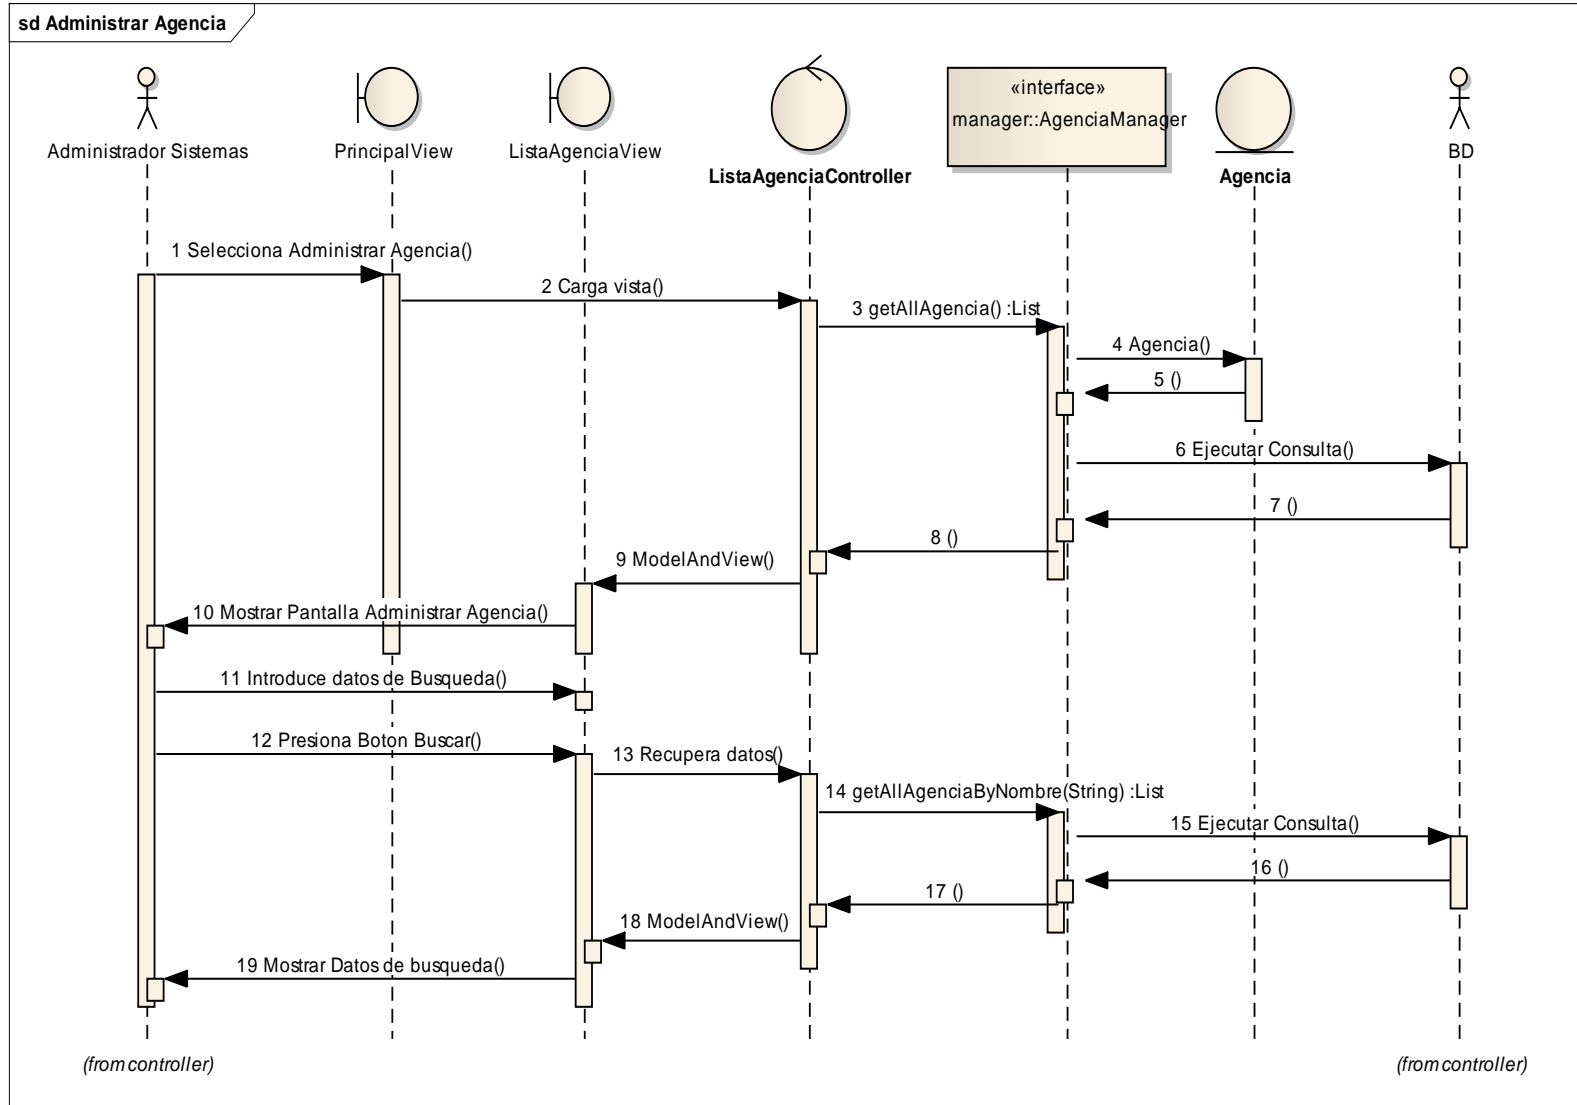 sd Administrar Agencia
Administrador Sistemas
PrincipalView
ListaAgenciaView
ListaAgenciaController
«interface»
manager::AgenciaManager
Agencia
BD
1 Selecciona Administrar Agencia()
2 Carga vista()
3 getAllAgencia() :List
4 Agencia()
5 ()
6 Ejecutar Consulta()
7 ()
8 ()
9 ModelAndView()
10 Mostrar Pantalla Administrar Agencia()
11 Introduce datos de Busqueda()
12 Presiona Boton Buscar()
13 Recupera datos()
14 getAllAgenciaByNombre(String) :List
15 Ejecutar Consulta()
16 ()
17 ()
18 ModelAndView()
19 Mostrar Datos de busqueda()
(from controller)
(from controller)